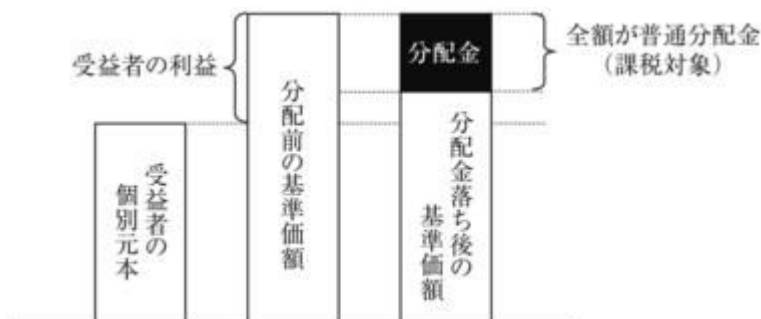 受益者の利益
分配金
全額が普通分配金
（課税対象）
分配前の基準価額
分配金落ち後の
基準価額
受益者の
個別元本